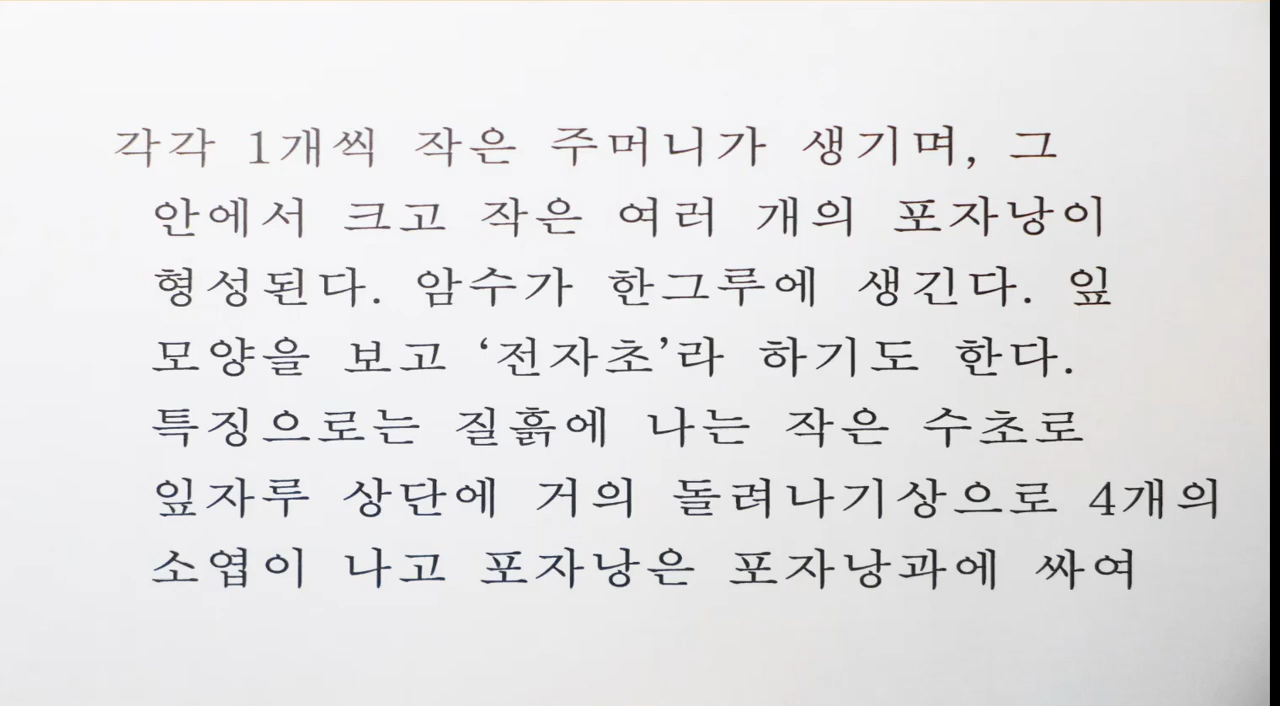 각각 1개씩 작은 주머니가 생기며, 그
안에서 크고 작은 여러 개의 포자낭이
형성된다. 암수가 한그루에 생긴다. 잎
모양을 보고 ‘전자초’라 하기도 한다.
특징으로는 질흙에 나는 작은 수초로
잎자루 상단에 거의 돌려나기상으로 4개의
소엽이 나고 포자낭은 포자낭과에 싸여